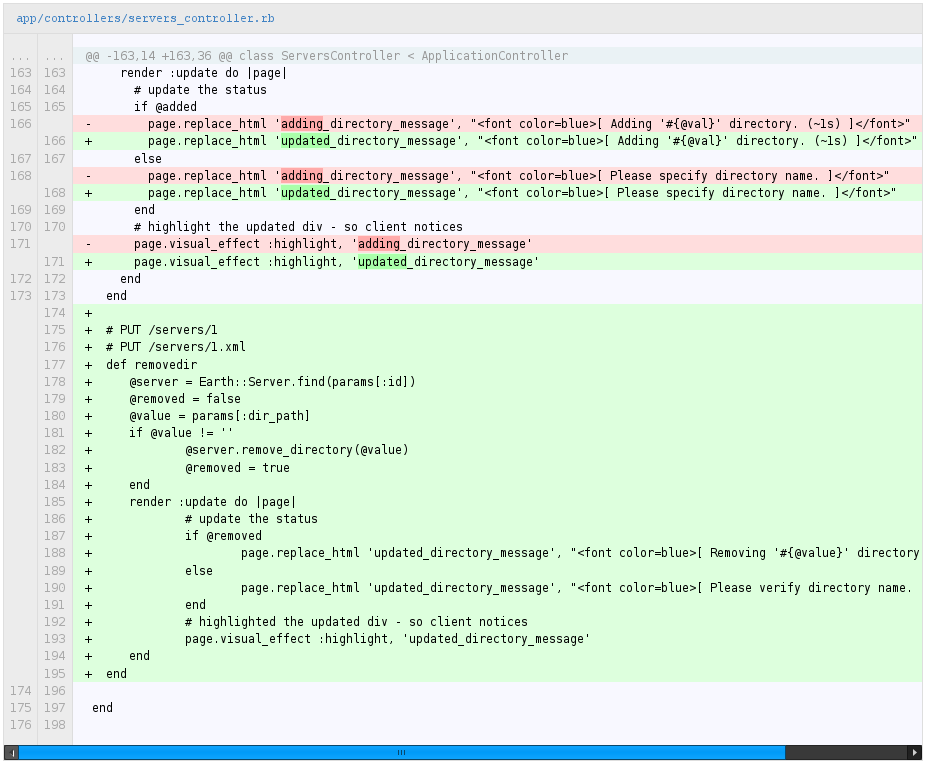 app/controllers/servers_controller.rb
... ... @@ -163,14 +163,36 @@ class ServersController < ApplicationController
163 163 render :update do |page|
164 164 # update the status
165 165 if @added
166 - page.replace_html 'adding_directory_message', "<font color=blue>[ Adding '#{@val}' directory. (~1s) ]</font>"
166 + page.replace_html 'updated_directory_message', "<font color=blue>[ Adding '#{@val}' directory. (~1s) ]</font>"
167 167 else
168 - page.replace_html 'adding_directory_message', "<font color=blue>[ Please specify directory name. ]</font>"
168 + page.replace_html 'updated_directory_message', "<font color=blue>[ Please specify directory name. ]</font>"
169 169 end
170 170 # highlight the updated div - so client notices
171 - page.visual_effect :highlight, 'adding_directory_message'
171 + page.visual_effect :highlight, 'updated_directory_message'
172 172 end
173 173 end
174 +
175 + # PUT /servers/1
176 + # PUT /servers/1.xml
177 + def removedir
178 + @server = Earth::Server.find(params[:id])
179 + @removed = false
180 + @value = params[:dir_path]
181 + if @value != ''
182 + @server.remove_directory(@value)
183 + @removed = true
184 + end
185 + render :update do |page|
186 + # update the status
187 + if @removed
188 + page.replace_html 'updated_directory_message', "<font color=blue>[ Removing '#{@value}' directory
189 + else
190 + page.replace_html 'updated_directory_message', "<font color=blue>[ Please verify directory name.
191 + end
192 + # highlighted the updated div - so client notices
193 + page.visual_effect :highlight, 'updated_directory_message'
194 + end
195 + end
174 196
175 197 end
176 198